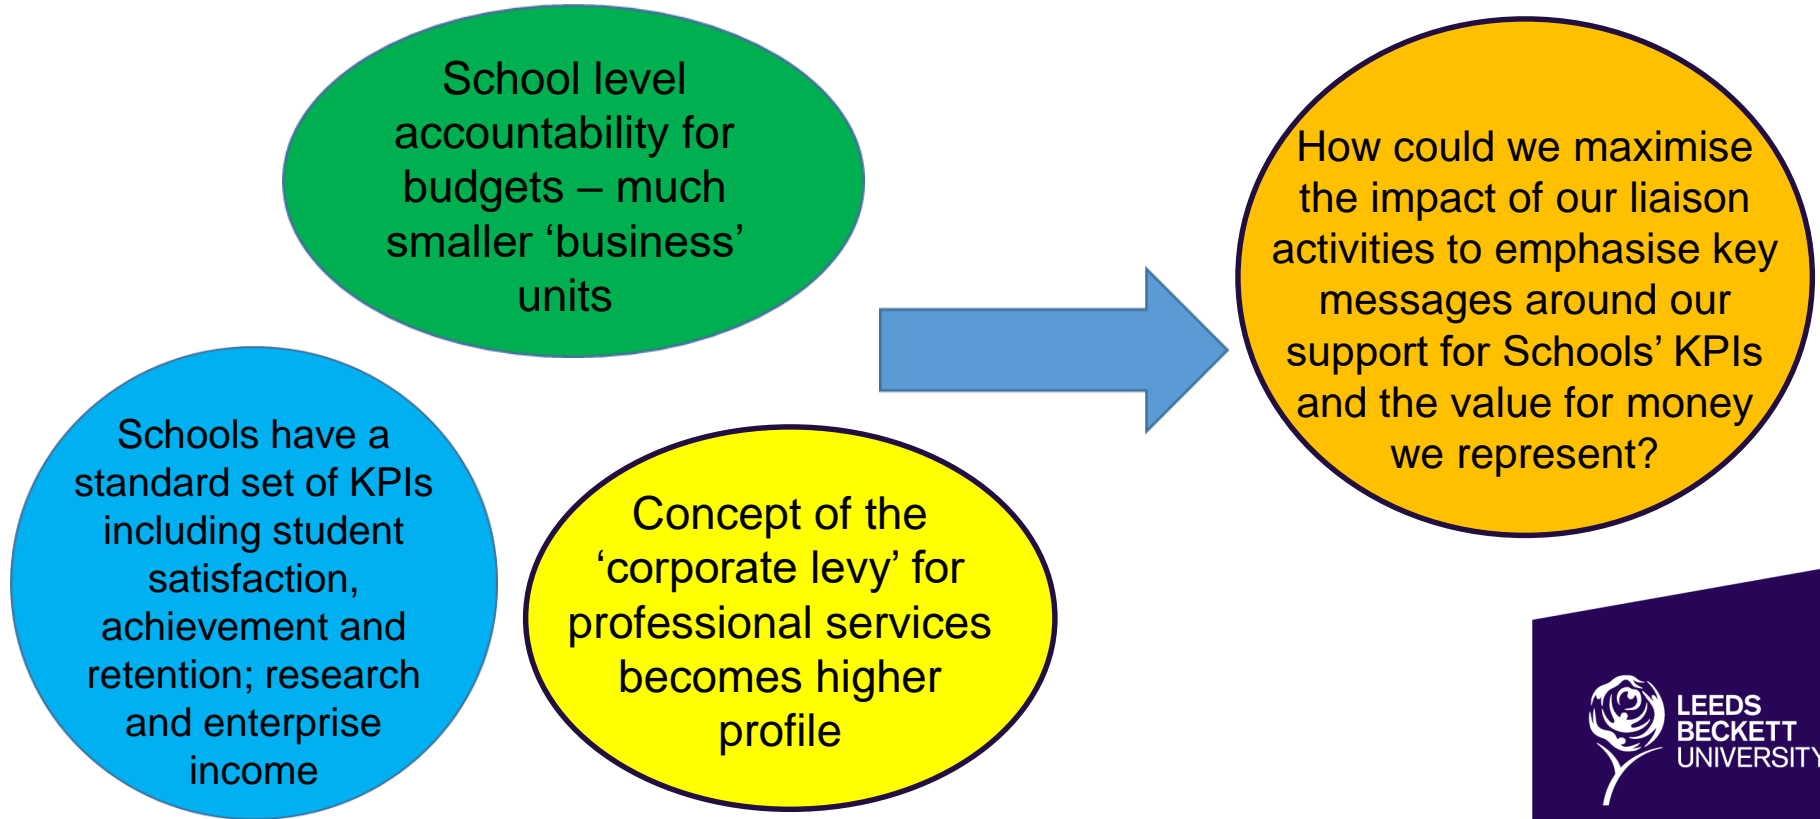 School level
accountability for
budgets – much
smaller ‘business’
units
Schools have a
standard set of KPIs
including student
satisfaction,
achievement and
retention; research
and enterprise
income
Concept of the
‘corporate levy’ for
professional services
becomes higher
profile
How could we maximise
the impact of our liaison
activities to emphasise key
messages around our
support for Schools’ KPIs
and the value for money
we represent?
LEEDS
BECKETT
UNIVERSITY